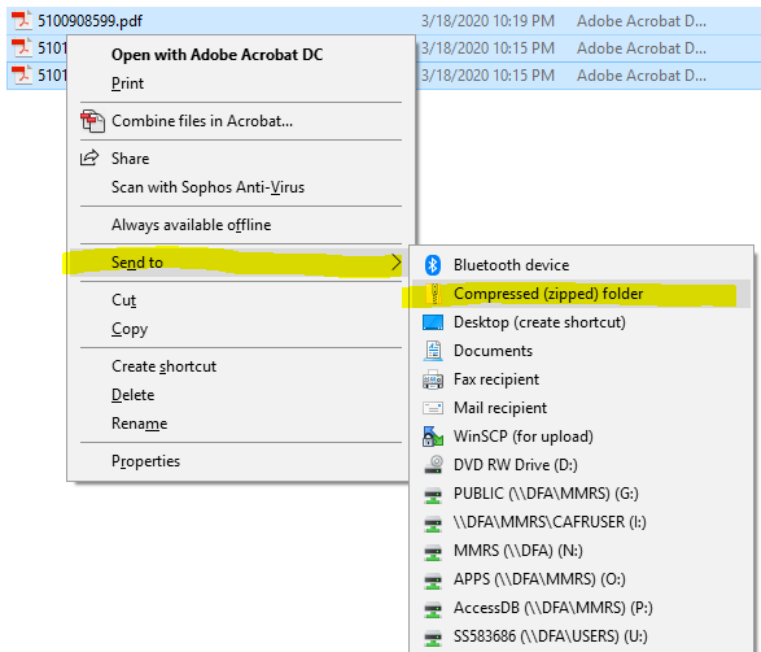 5100908599.pdf 3/18/2020 10:19 PM Adobe Acrobat D...
5101 3/18/2020 10:15 PM Adobe Acrobat D...
5101 3/18/2020 10:15 PM Adobe Acrobat D...
Open with Adobe Acrobat DC
Print
Combine files in Acrobat...
Share
Scan with Sophos Anti-Virus
Always available offline
Send to
Cut
Copy
Create shortcut
Delete
Rename
Properties
Bluetooth device
Compressed (zipped) folder
Desktop (create shortcut)
Documents
Fax recipient
Mail recipient
WinSCP (for upload)
DVD RW Drive (D:)
PUBLIC (\\DFA\MMRS) (G:)
\\DFA\MMRS\CAFRUSER (I:)
MMRS (\\DFA) (N:)
APPS (\\DFA\MMRS) (O:)
AccessDB (\\DFA\MMRS) (P:)
SS583686 (\\DFA\USERS) (U:)